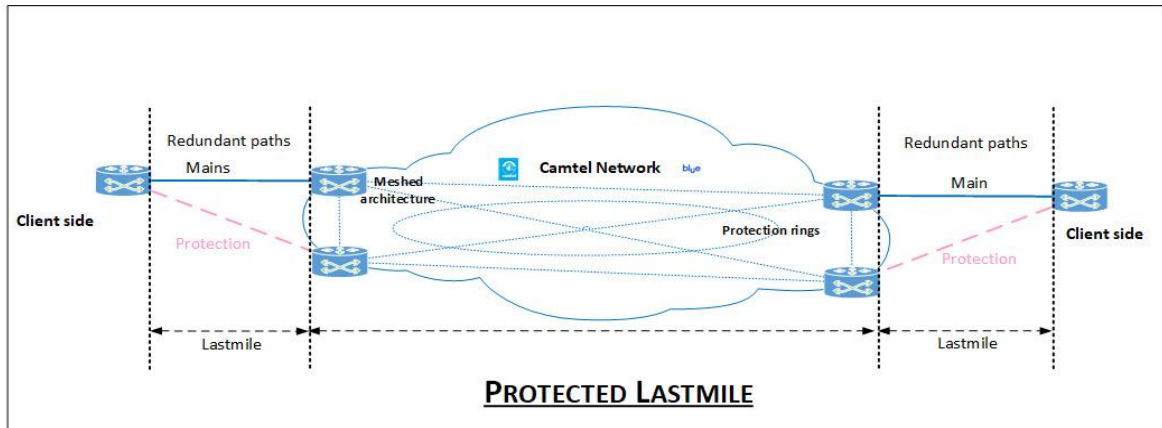 Redundant paths
Mains
Client side
Protection
Lastmile
Meshed
architecture
Camtel Network
blue
Protection rings
Redundant paths
Main
Client side
Protection
Lastmile
PROTECTED LASTMILE